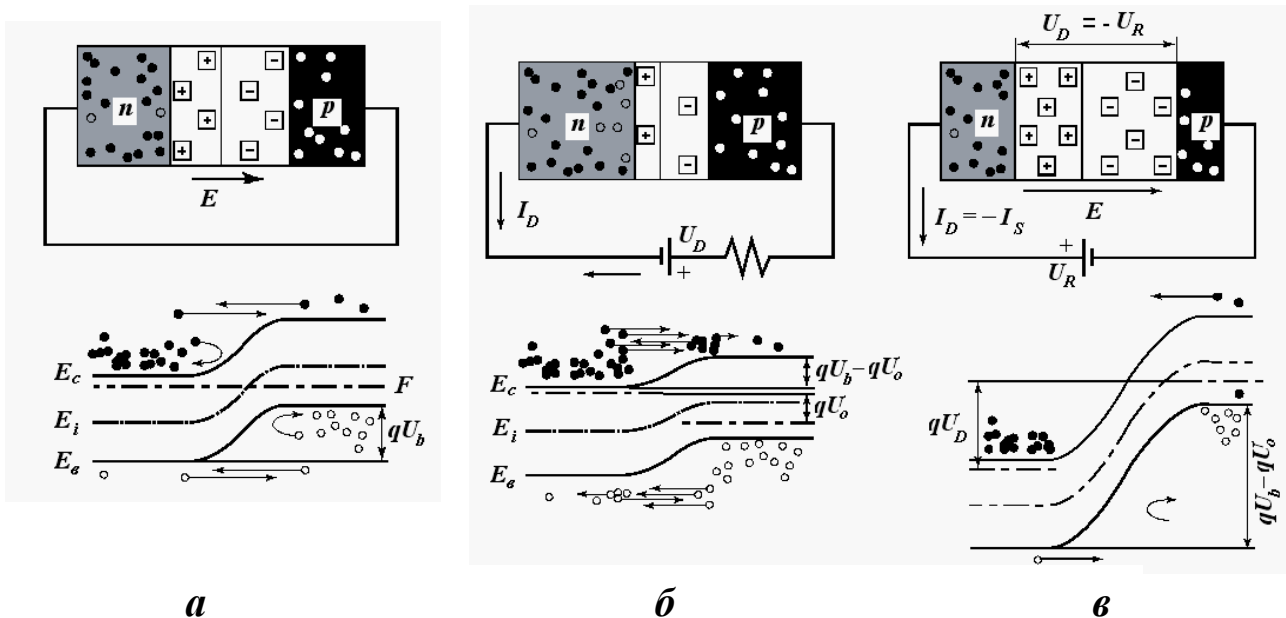 n
p
E
E_c
F
E_i
qU_b
E_в
а
n
p
I_D
U_D
+
qU_b – qU_o
E_c
qU_o
E_i
E_в
б
U_D = - U_R
n
p
E
I_D = – I_S
+
U_R
qU_D
qU_b – qU_o
в